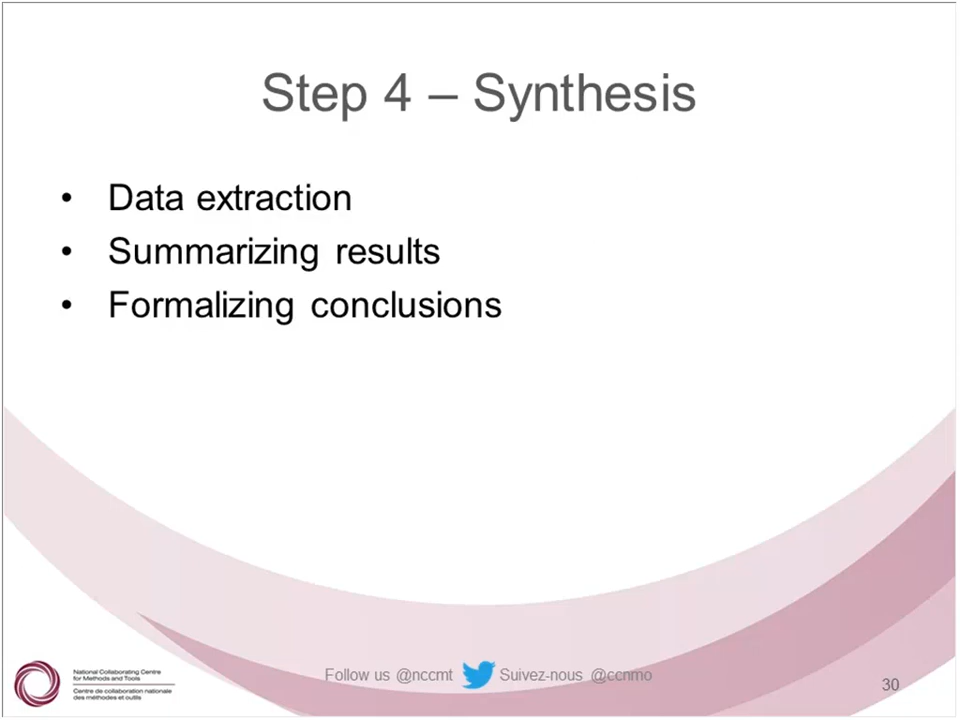 Step 4 – Synthesis
• Data extraction
• Summarizing results
• Formalizing conclusions
National Collaborating Centre
for Methods and Tools
Centre de collaboration nationale
des méthodes et outils
Follow us @nccmt Suivez-nous @ccnmo
30